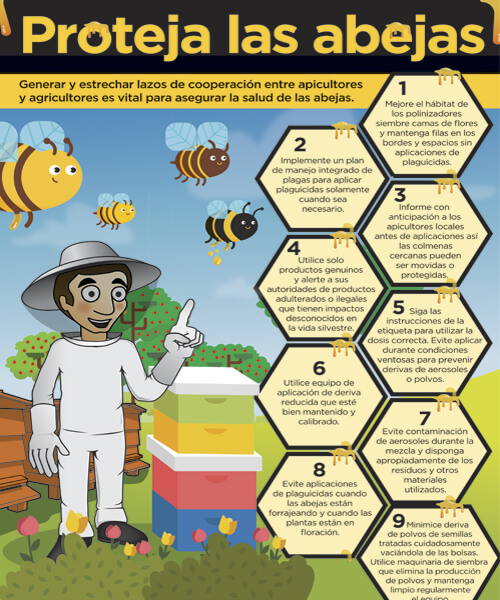 Proteja las abejas
Generar y estrechar lazos de cooperación entre apicultores
y agricultores es vital para asegurar la salud de las abejas.
1
Mejore el hábitat de
los polinizadores
siembre camas de flores
y mantenga filas en los
bordes y espacios sin
aplicaciones de
plaguicidas.
2
Implemente un plan
de manejo integrado de
plagas para aplicar
plaguicidas solamente
cuando sea
necesario.
3
Informe con
anticipación a los
apicultores locales
antes de aplicaciones así
las colmenas
cercanas pueden
ser movidas o
protegidas.
4
Utilice solo
productos genuinos
y alerte a sus
autoridades de productos
adulterados o ilegales
que tienen impactos
desconocidos en
la vida silvestre.
5
Siga las
instrucciones de la
etiqueta para utilizar la
dosis correcta. Evite aplicar
durante condiciones
ventosas para prevenir
derivas de aerosoles
o polvos.
6
Utilice equipo de
aplicación de deriva
reducida que esté
bien mantenido y
calibrado.
7
Evite contaminación
de aerosoles durante la
mezcla y disponga
apropiadamente de los
residuos y otros
materiales
utilizados.
8
Evite aplicaciones
de plaguicidas cuando
las abejas están
forrajeando y cuando las
plantas están en
floración.
9 Minimice deriva
de polvos de semillas
tratadas cuidadosamente
vaciándola de las bolsas.
Utilice maquinaria de siembra
que elimina la producción
de polvos y mantenga
limpio regularmente
el equipo.